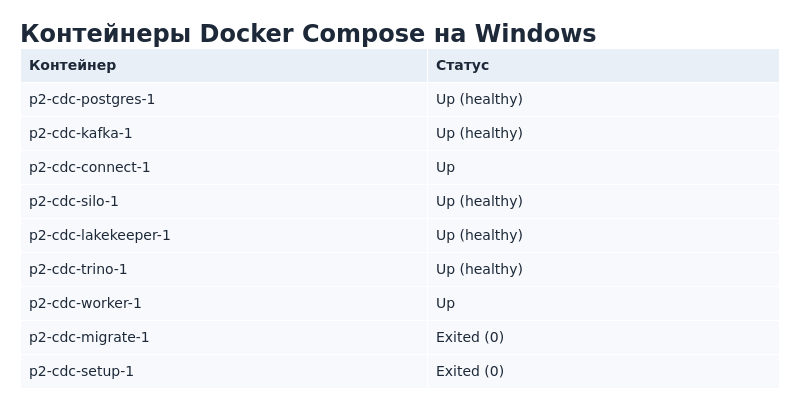 Контейнеры Docker Compose на Windows
Контейнер Статус
p2-cdc-postgres-1 Up (healthy)
p2-cdc-kafka-1 Up (healthy)
p2-cdc-connect-1 Up
p2-cdc-silo-1 Up (healthy)
p2-cdc-lakekeeper-1 Up (healthy)
p2-cdc-trino-1 Up (healthy)
p2-cdc-worker-1 Up
p2-cdc-migrate-1 Exited (0)
p2-cdc-setup-1 Exited (0)